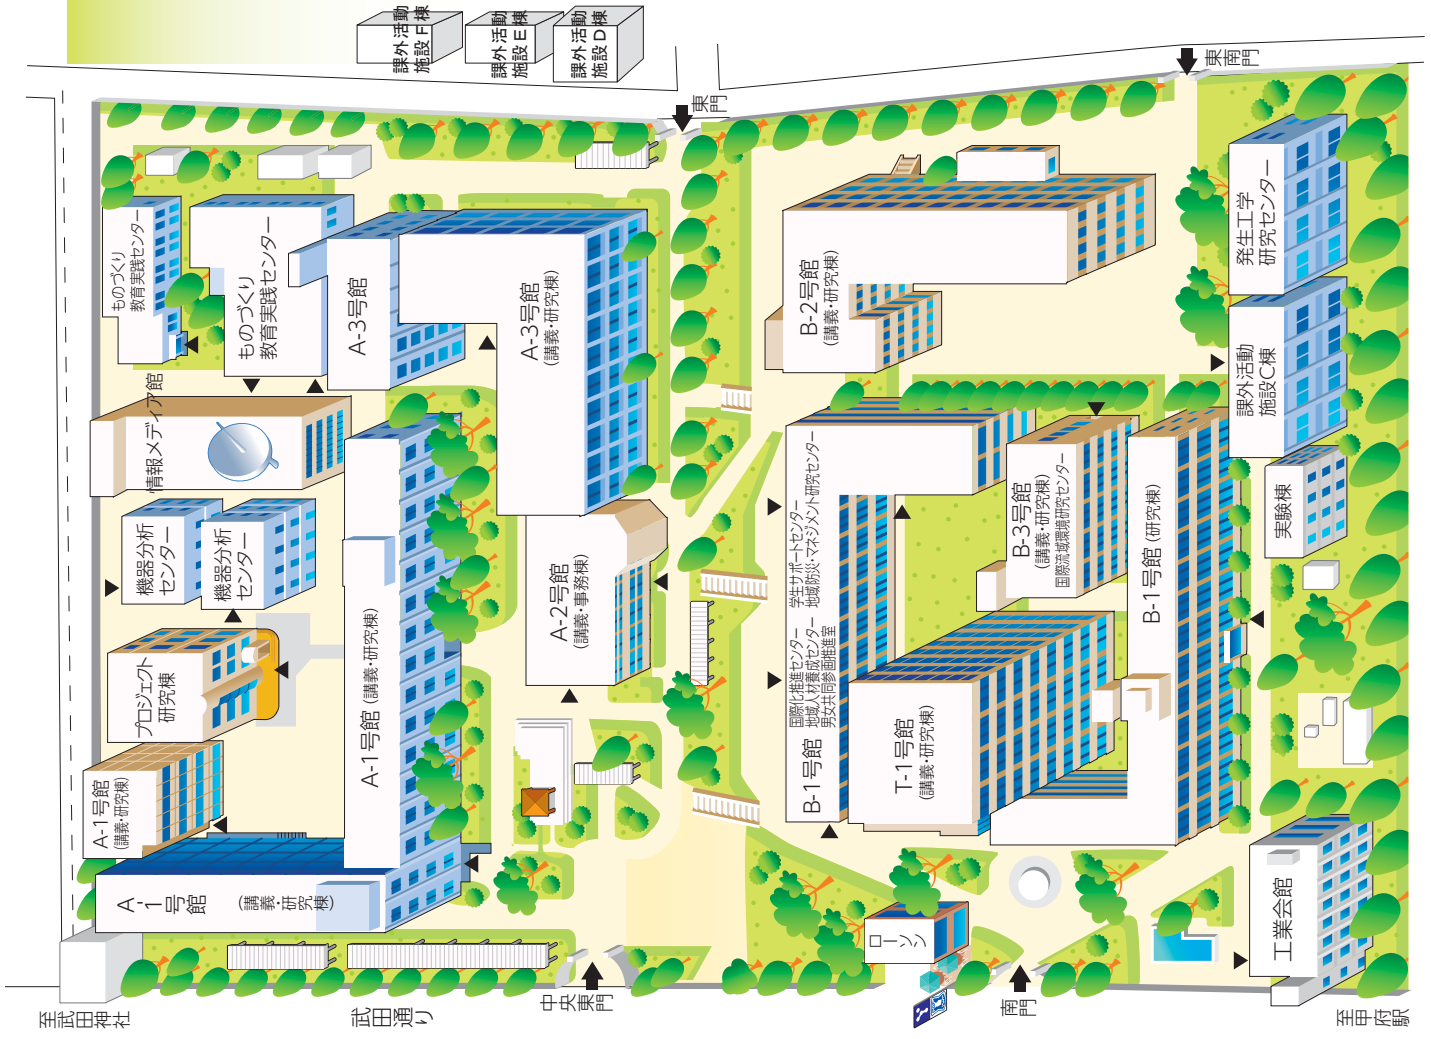 課外活動
施設F棟
課外活動
施設E棟
課外活動
施設D棟
東門
東南門
ものづくり
教育実践センター
ものづくり
教育実践センター
A-3号館
A-3号館
(講義・研究棟)
B-2号館
(講義・研究棟)
発生工学
研究センター
課外活動
施設C棟
情報メディア館
機器分析
センター
機器分析
センター
A-2号館
(講義・事務棟)
学生サポートセンター
地域防災・マネジメント研究センター
国際化推進センター
地域人材養成センター
男女共同参画推進室
B-1号館
B-3号館
(講義・研究棟)
国際流域環境研究センター
B-1号館(研究棟)
実験棟
プロジェクト
研究棟
A-1号館(講義・研究棟)
A-1号館
(講義・研究棟)
T-1号館
(講義・研究棟)
A-1号館
(講義・研究棟)
ローソン
工業会館
至武田神社
武田通り
中央東門
南門
至甲府駅